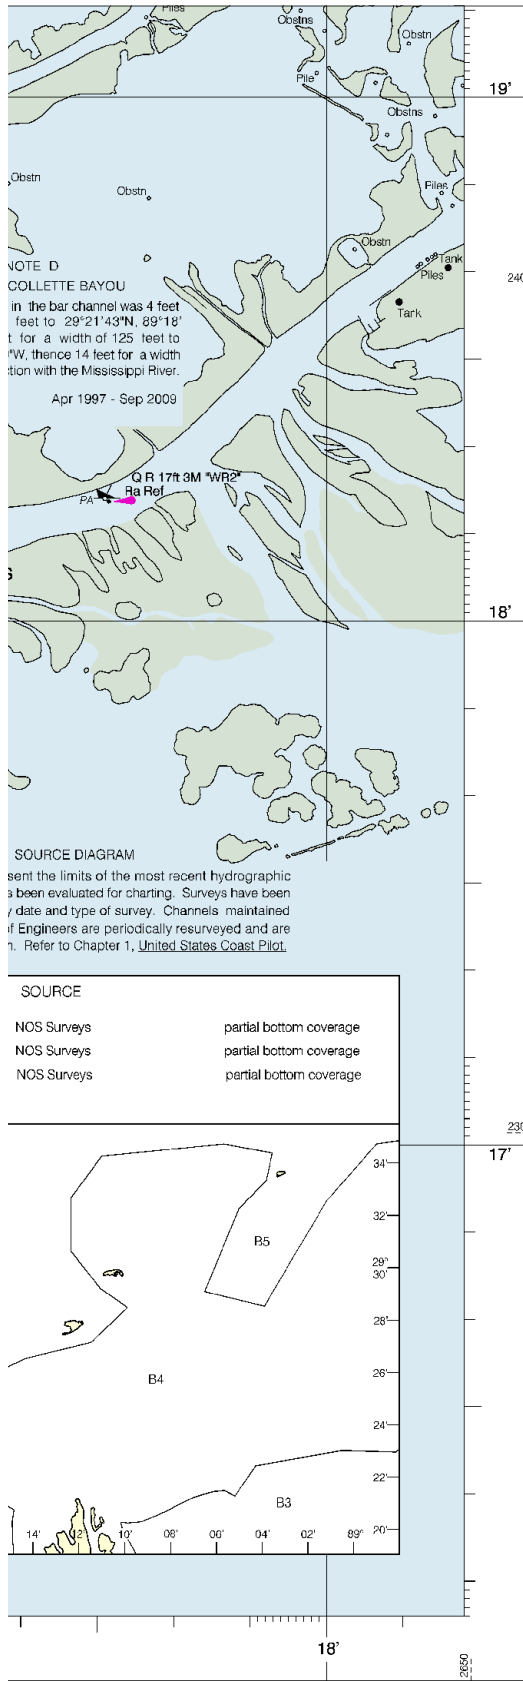 Piles
Obstns
Obstn
Pile
19'
Obstns
Obstn
Obstn
Piles
Obstn
Tank
Piles
240
Tank
NOTE D
COLLETTE BAYOU
in the bar channel was 4 feet
feet to 29°21'43"N, 89°18'
t for a width of 125 feet to
"W, thence 14 feet for a width
ction with the Mississippi River.
Apr 1997 - Sep 2009
Q R 17ft 3M "WR2"
Ra Ref
PA
18'
SOURCE DIAGRAM
sent the limits of the most recent hydrographic
s been evaluated for charting. Surveys have been
y date and type of survey. Channels maintained
of Engineers are periodically resurveyed and are
n. Refer to Chapter 1, United States Coast Pilot.
SOURCE
NOS Surveys partial bottom coverage
NOS Surveys partial bottom coverage
NOS Surveys partial bottom coverage
230
17'
34'
32'
B5
29°
30'
28'
26'
B4
24'
22'
B3
20'
14' 12' 10' 08' 06' 04' 02' 89°
18'
2650